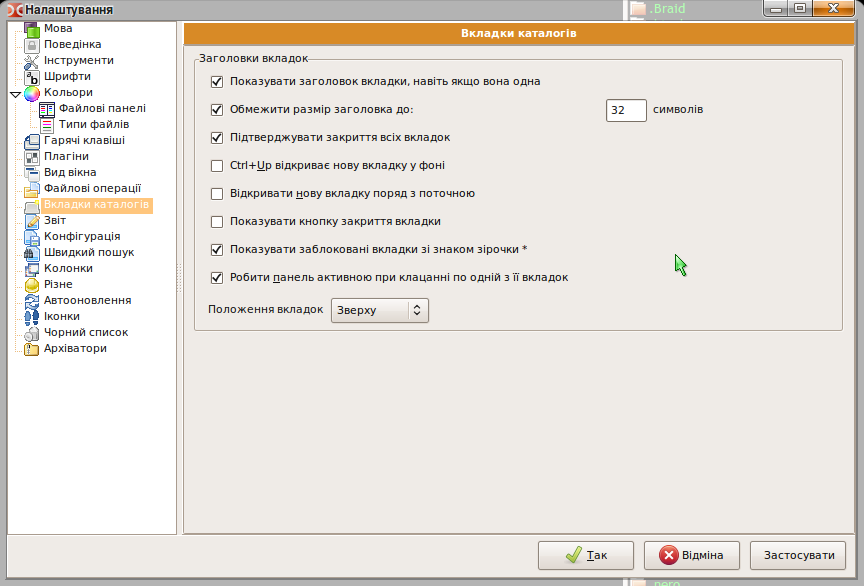 Налаштування
.Braid
Мова
Поведінка
Інструменти
Шрифти
Кольори
Файлові панелі
Типи файлів
Гарячі клавіші
Плагіни
Вид вікна
Файлові операції
Вкладки каталогів
Звіт
Конфігурація
Швидкий пошук
Колонки
Різне
Автооновлення
Іконки
Чорний список
Архіватори
Вкладки каталогів
Заголовки вкладок
Показувати заголовок вкладки, навіть якщо вона одна
Обмежити размір заголовка до: 32 символів
Підтверджувати закриття всіх вкладок
Ctrl+Up відкриває нову вкладку у фоні
Відкривати нову вкладку поряд з поточною
Показувати кнопку закриття вкладки
Показувати заблоковані вкладки зі знаком зірочки *
Робити панель активною при клацанні по одній з її вкладок
Положення вкладок Зверху
Так Відміна Застосувати